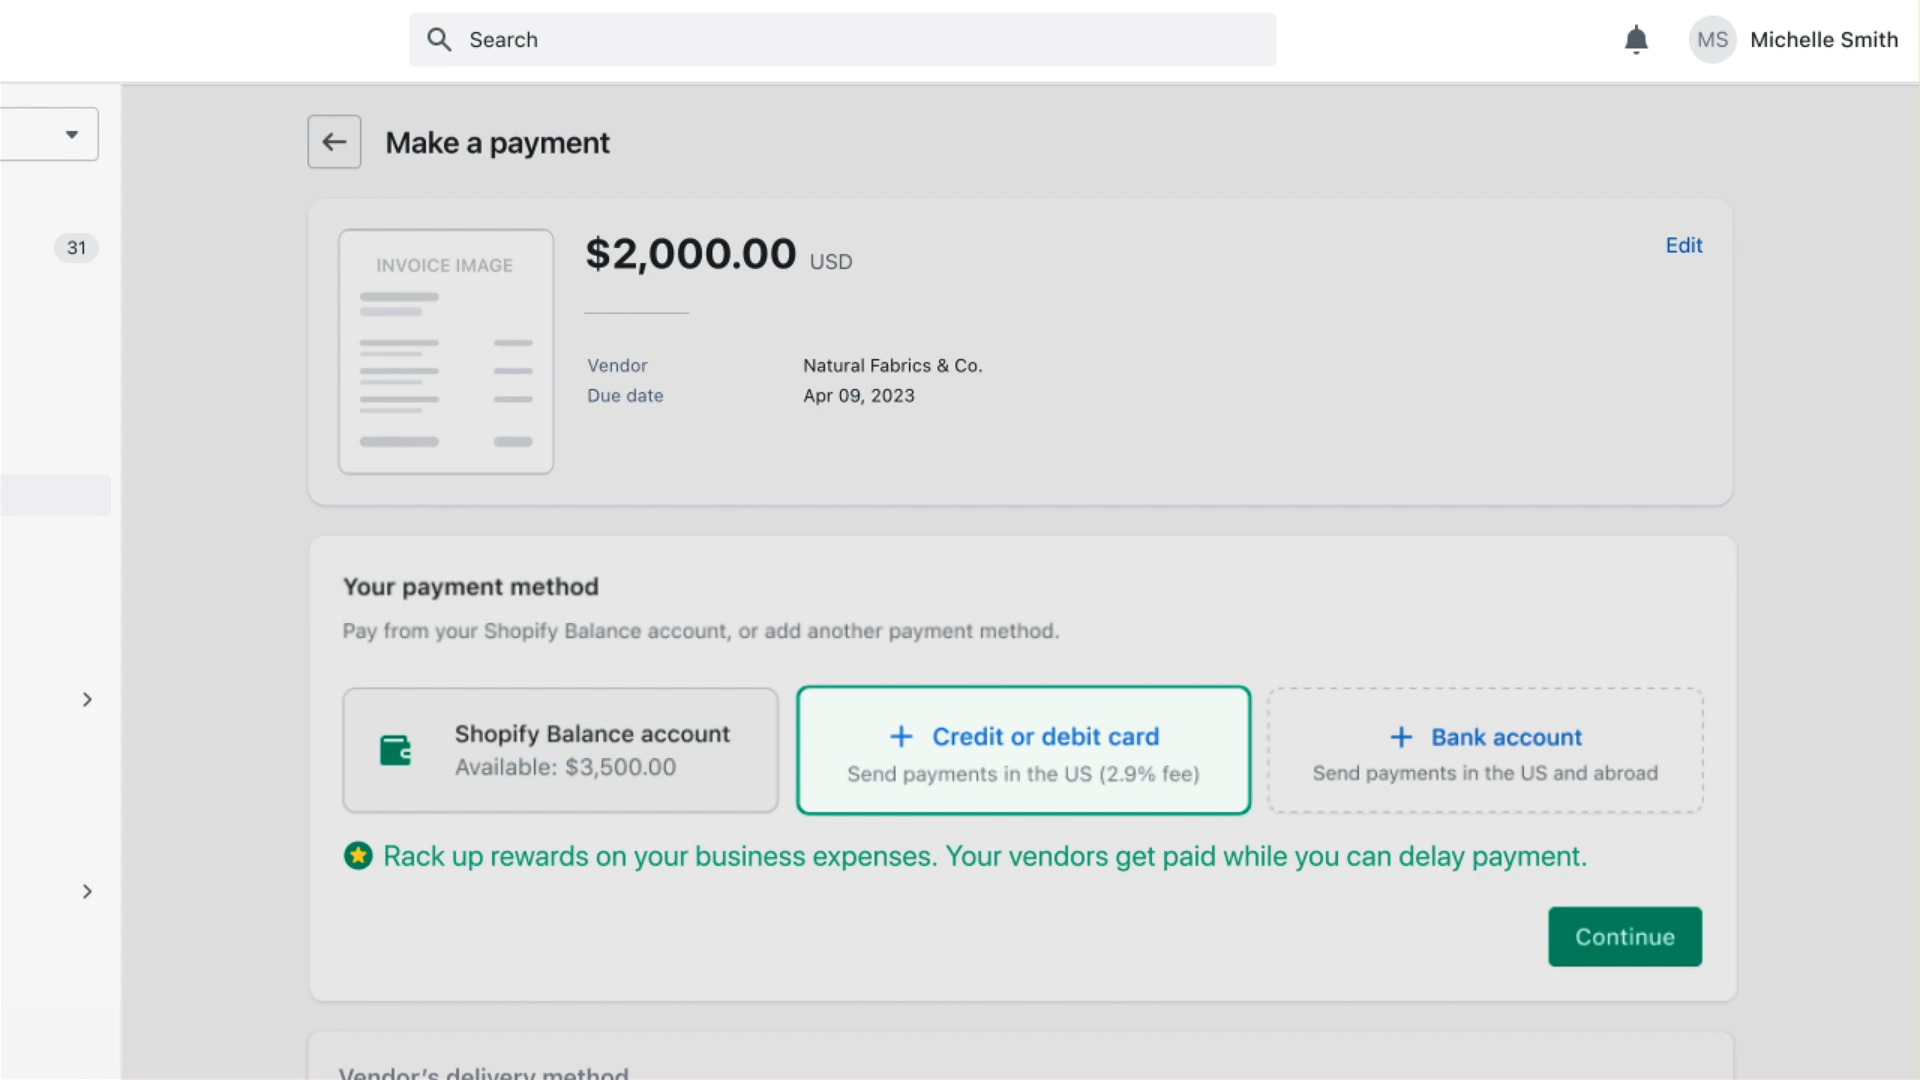 Search
MS
Michelle Smith
Make a payment
31
INVOICE IMAGE
$2,000.00 USD
Edit
Vendor
Natural Fabrics & Co.
Due date
Apr 09, 2023
Your payment method
Pay from your Shopify Balance account, or add another payment method.
Shopify Balance account
Available: $3,500.00
+ Credit or debit card
Send payments in the US (2.9% fee)
+ Bank account
Send payments in the US and abroad
Rack up rewards on your business expenses. Your vendors get paid while you can delay payment.
Continue
Vendor's delivery method